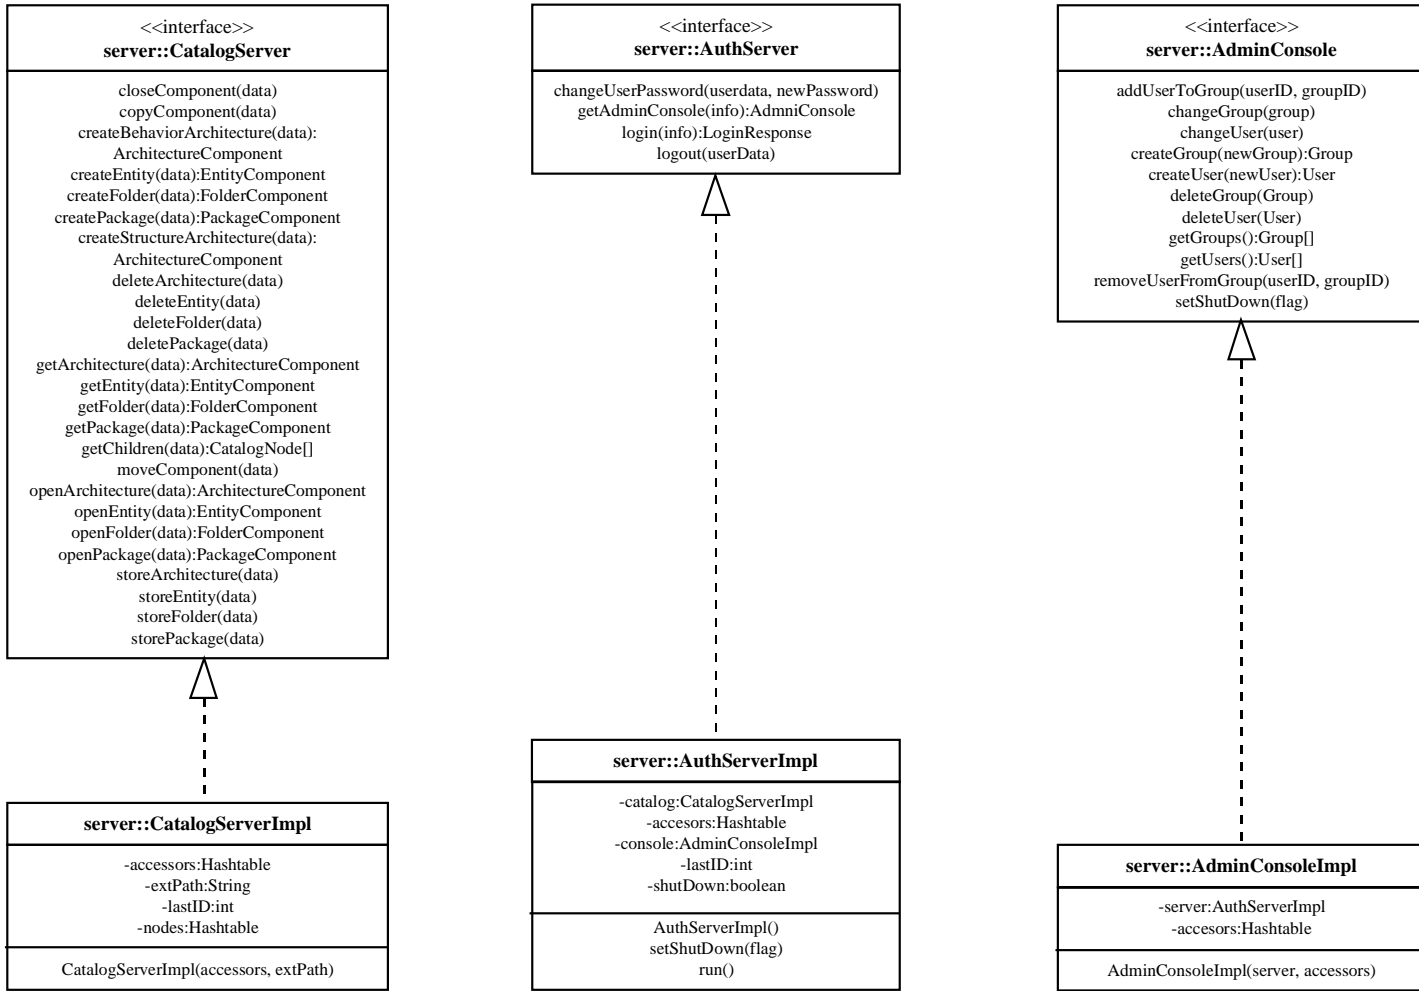 <<interface>>
server::CatalogServer
closeComponent(data)
copyComponent(data)
createBehaviorArchitecture(data):
ArchitectureComponent
createEntity(data):EntityComponent
createFolder(data):FolderComponent
createPackage(data):PackageComponent
createStructureArchitecture(data):
ArchitectureComponent
deleteArchitecture(data)
deleteEntity(data)
deleteFolder(data)
deletePackage(data)
getArchitecture(data):ArchitectureComponent
getEntity(data):EntityComponent
getFolder(data):FolderComponent
getPackage(data):PackageComponent
getChildren(data):CatalogNode[]
moveComponent(data)
openArchitecture(data):ArchitectureComponent
openEntity(data):EntityComponent
openFolder(data):FolderComponent
openPackage(data):PackageComponent
storeArchitecture(data)
storeEntity(data)
storeFolder(data)
storePackage(data)
server::CatalogServerImpl
-accessors:Hashtable
-extPath:String
-lastID:int
-nodes:Hashtable
CatalogServerImpl(accessors, extPath)
<<interface>>
server::AuthServer
changeUserPassword(userdata, newPassword)
getAdminConsole(info):AdmniConsole
login(info):LoginResponse
logout(userData)
server::AuthServerImpl
-catalog:CatalogServerImpl
-accesors:Hashtable
-console:AdminConsoleImpl
-lastID:int
-shutDown:boolean
AuthServerImpl()
setShutDown(flag)
run()
<<interface>>
server::AdminConsole
addUserToGroup(userID, groupID)
changeGroup(group)
changeUser(user)
createGroup(newGroup):Group
createUser(newUser):User
deleteGroup(Group)
deleteUser(User)
getGroups():Group[]
getUsers():User[]
removeUserFromGroup(userID, groupID)
setShutDown(flag)
server::AdminConsoleImpl
-server:AuthServerImpl
-accesors:Hashtable
AdminConsoleImpl(server, accessors)